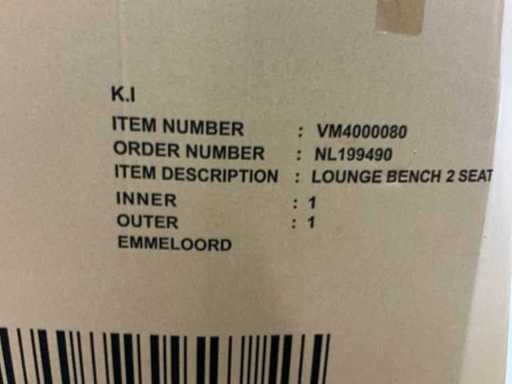 K.I
ITEM NUMBER : VM4000080
ORDER NUMBER : NL199490
ITEM DESCRIPTION : LOUNGE BENCH 2 SEAT
INNER : 1
OUTER : 1
EMMELOORD